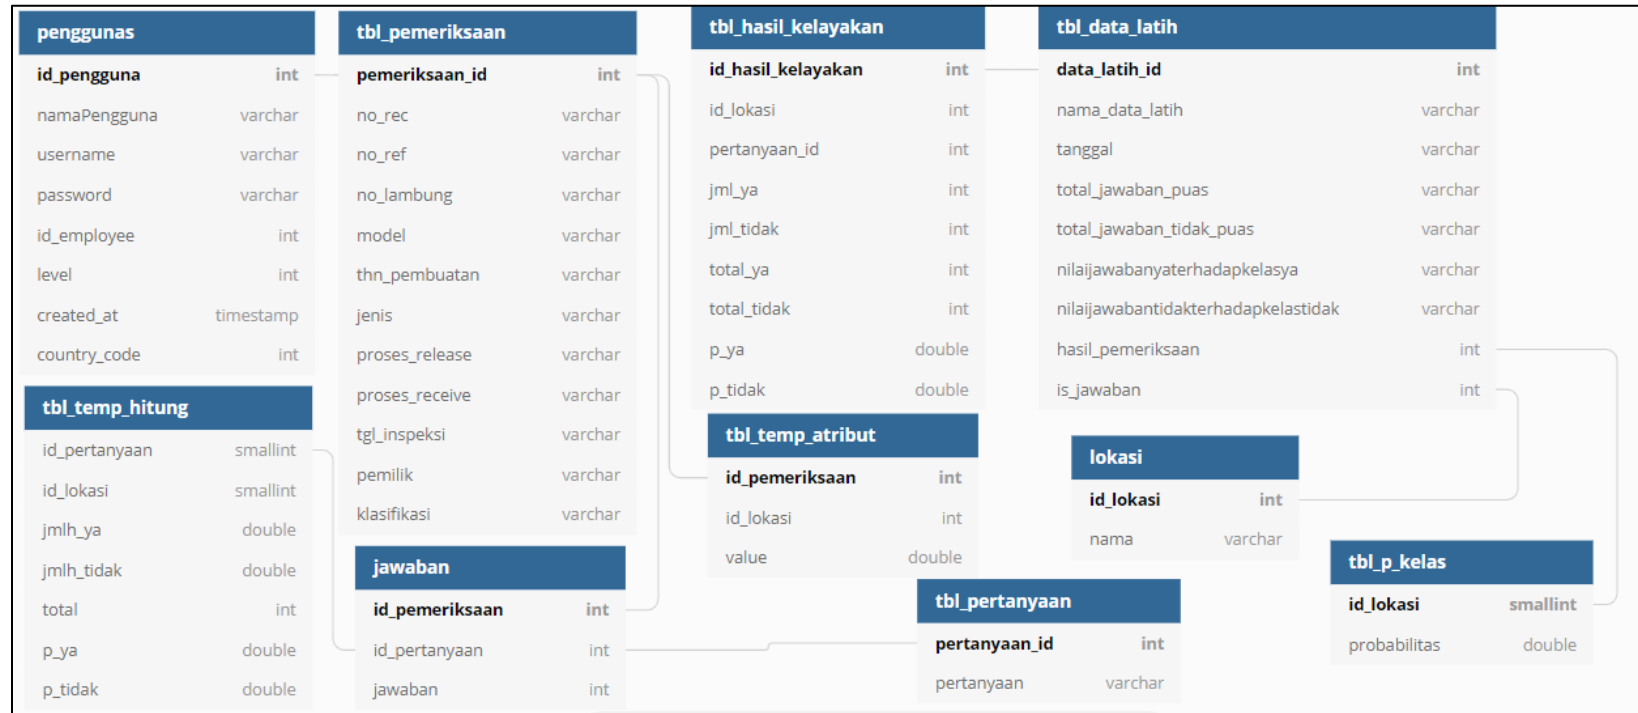 penggunas
id_pengguna int
namaPengguna varchar
username varchar
password varchar
id_employee int
level int
created_at timestamp
country_code int
tbl_temp_hitung
id_pertanyaan smallint
id_lokasi smallint
jmlh_ya double
jmlh_tidak double
total int
p_ya double
p_tidak double
tbl_pemeriksaan
pemeriksaan_id int
no_rec varchar
no_ref varchar
no_lambung varchar
model varchar
thn_pembuatan varchar
jenis varchar
proses_release varchar
proses_receive varchar
tgl_inspeksi varchar
pemilik varchar
klasifikasi varchar
jawaban
id_pemeriksaan int
id_pertanyaan int
jawaban int
tbl_hasil_kelayakan
id_hasil_kelayakan int
id_lokasi int
pertanyaan_id int
jml_ya int
jml_tidak int
total_ya int
total_tidak int
p_ya double
p_tidak double
tbl_temp_atribut
id_pemeriksaan int
id_lokasi int
value double
tbl_pertanyaan
pertanyaan_id int
pertanyaan varchar
tbl_data_latih
data_latih_id int
nama_data_latih varchar
tanggal varchar
total_jawaban_puas varchar
total_jawaban_tidak_puas varchar
nilaijawabanyaterhadapkelasya varchar
nilaijawabantidakterhadapkelastidak varchar
hasil_pemeriksaan int
is_jawaban int
lokasi
id_lokasi int
nama varchar
tbl_p_kelas
id_lokasi smallint
probabilitas double